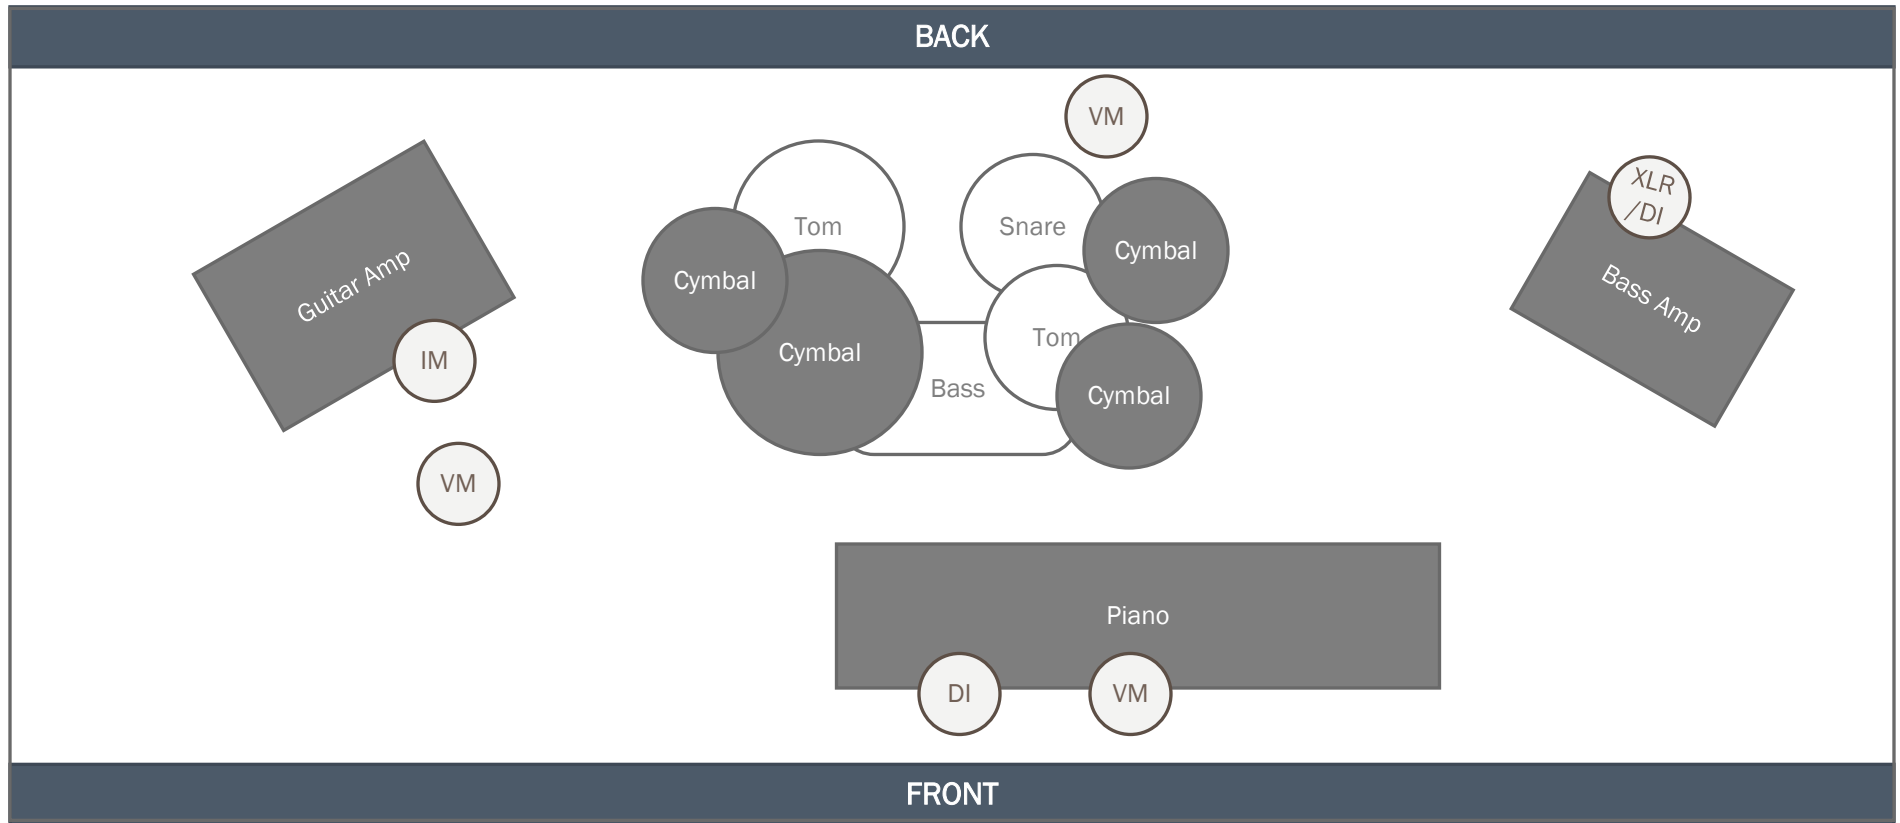 BACK
VM
XLR
/DI
Tom
Snare
Cymbal
Guitar Amp
Cymbal
Bass Amp
Tom
Cymbal
IM
Bass
Cymbal
VM
Piano
DI
VM
FRONT